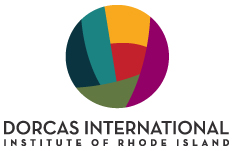 DORCAS INTERNATIONAL
INSTITUTE OF RHODE ISLAND